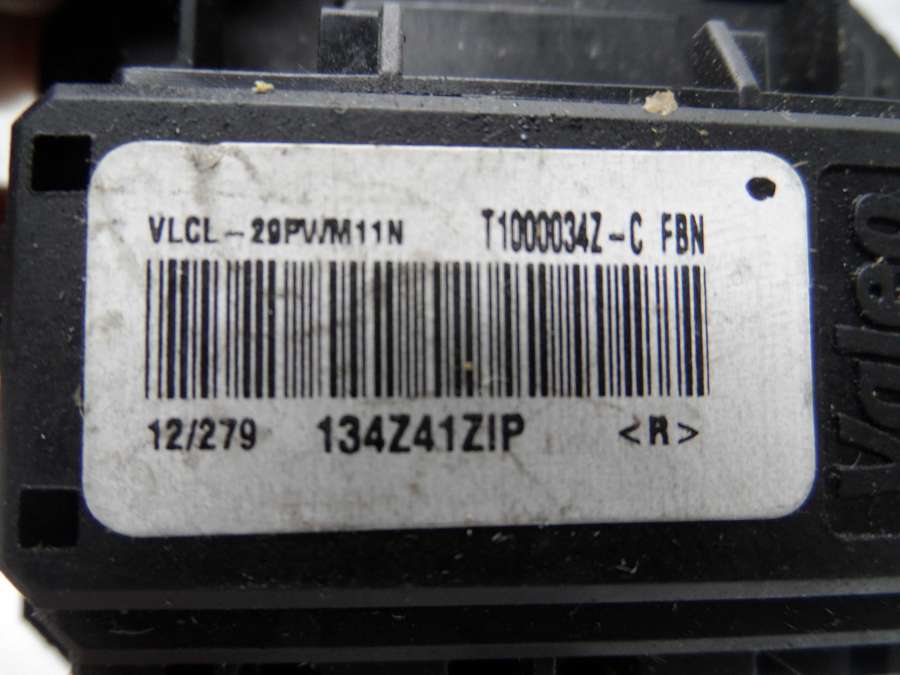 VLCL-29PV/M11N T1000034Z-C FBN
12/279 134Z41ZIP <R>
Valeo